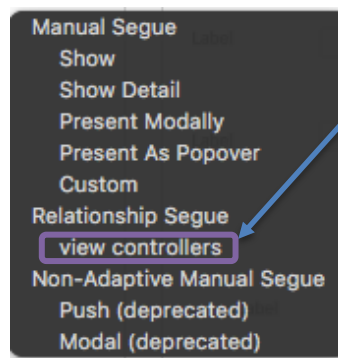 Manual Segue
Show
Show Detail
Present Modally
Present As Popover
Custom
Relationship Segue
view controllers
Non-Adaptive Manual Segue
Push (deprecated)
Modal (deprecated)